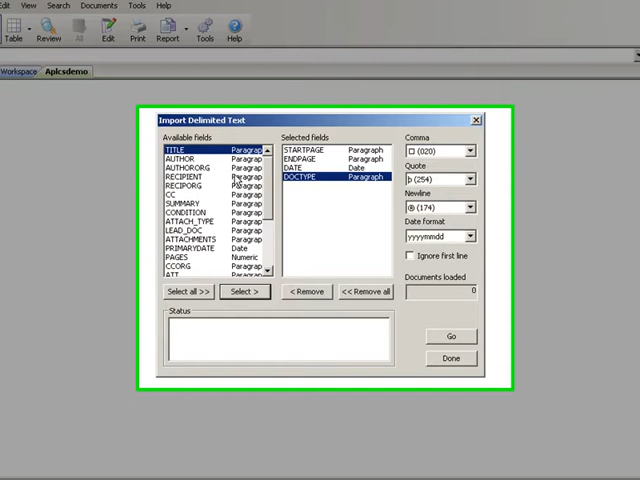 dit View Search Documents Tools Go Help
Table Review All Edit Print Report Tools Help
Workspace Aplcsdemo
Import Delimited Text
Available fields
TITLE Paragrap
AUTHOR Paragrap
AUTHORORG Paragrap
RECIPIENT Paragrap
RECIPORG Paragrap
CC Paragrap
SUMMARY Paragrap
CONDITION Paragrap
ATTACH_TYPE Paragrap
LEAD_DOC Paragrap
ATTACHMENTS Paragrap
PRIMARYDATE Date
PAGES Numeric
CCORG Paragrap
ATT Paragrap
Selected fields
STARTPAGE Paragraph
ENDPAGE Paragraph
DATE Date
DOCTYPE Paragraph
Comma
□ (020)
Quote
þ (254)
Newline
® (174)
Date format
yyyymmdd
Ignore first line
Documents loaded
0
Select all >> Select > < Remove << Remove all
Status
Go
Done